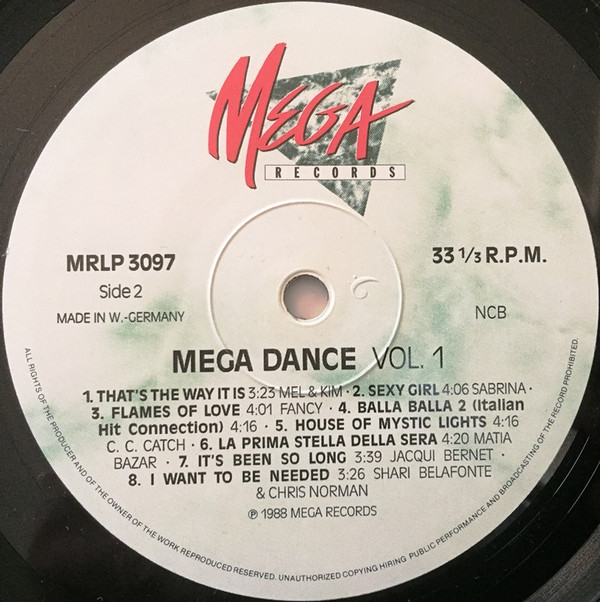 MEGA
RECORDS
MRLP 3097
33 1/3 R.P.M.
Side 2
MADE IN W.-GERMANY
NCB
MEGA DANCE VOL. 1
1. THAT'S THE WAY IT IS 3:23 MEL & KIM · 2. SEXY GIRL 4:06 SABRINA ·
3. FLAMES OF LOVE 4:01 FANCY · 4. BALLA BALLA 2 (Italian
Hit Connection) 4:16 · 5. HOUSE OF MYSTIC LIGHTS 4:16
C. C. CATCH · 6. LA PRIMA STELLA DELLA SERA 4:20 MATIA
BAZAR · 7. IT'S BEEN SO LONG 3:39 JACQUI BERNET ·
8. I WANT TO BE NEEDED 3:26 SHARI BELAFONTE
& CHRIS NORMAN
℗ 1988 MEGA RECORDS
ALL RIGHTS OF THE PRODUCER AND OF THE OWNER OF THE WORK REPRODUCED RESERVED. UNAUTHORIZED COPYING HIRING PUBLIC PERFORMANCE AND BROADCASTING OF THE RECORD PROHIBITED.